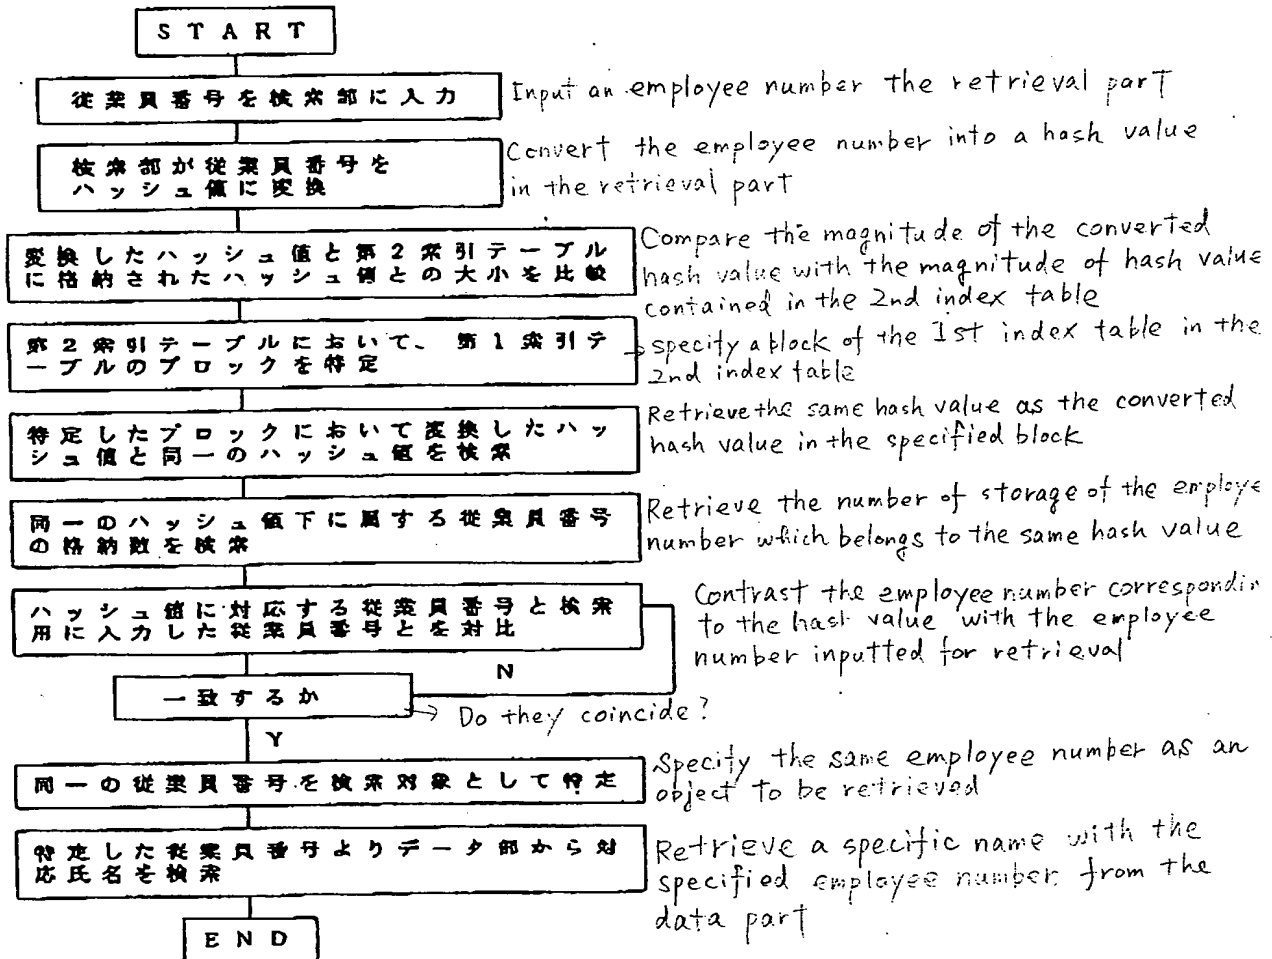 START
従業員番号を検索部に入力
Input an employee number the retrieval part
検索部が従業員番号を
ハッシュ値に変換
Convert the employee number into a hash value
in the retrieval part
変換したハッシュ値と第2索引テーブル
に格納されたハッシュ値との大小を比較
Compare the magnitude of the converted
hash value with the magnitude of hash value
contained in the 2nd index table
第2索引テーブルにおいて、第1索引テ
ーブルのブロックを特定
specify a block of the 1st index table in the
2nd index table
特定したブロックにおいて変換したハッ
シュ値と同一のハッシュ値を検索
Retrieve the same hash value as the converted
hash value in the specified block
同一のハッシュ値下に属する従業員番号
の格納数を検索
Retrieve the number of storage of the employe
number which belongs to the same hash value
ハッシュ値に対応する従業員番号と検索
用に入力した従業員番号とを対比
Contrast the employee number correspondin
to the hash value with the employee
number inputted for retrieval
N
一致するか
Do they coincide?
Y
同一の従業員番号を検索対象として特定
Specify the same employee number as an
object to be retrieved
特定した従業員番号よりデータ部から対
応氏名を検索
Retrieve a specific name with the
specified employee number from the
data part
END